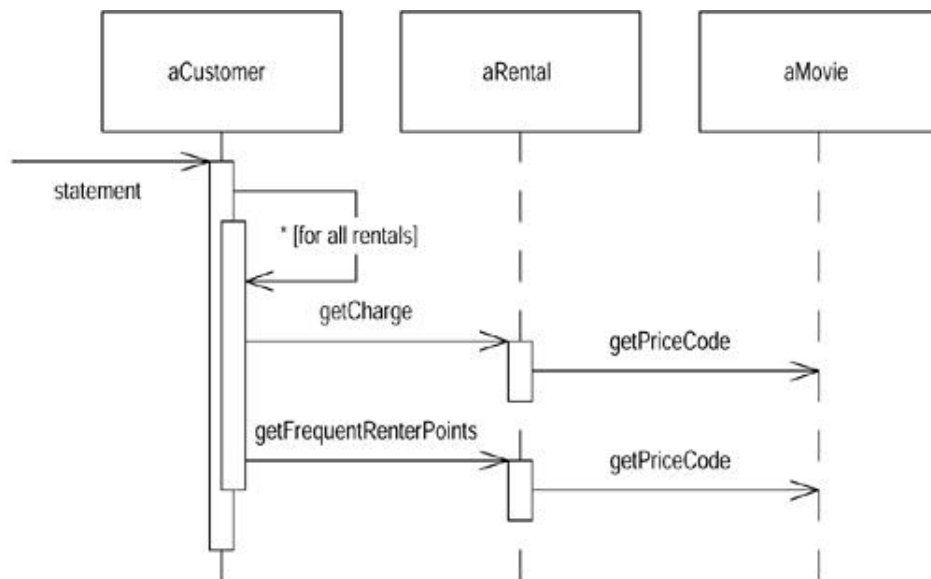 aCustomer
aRental
aMovie
statement
* [for all rentals]
getCharge
getPriceCode
getFrequentRenterPoints
getPriceCode